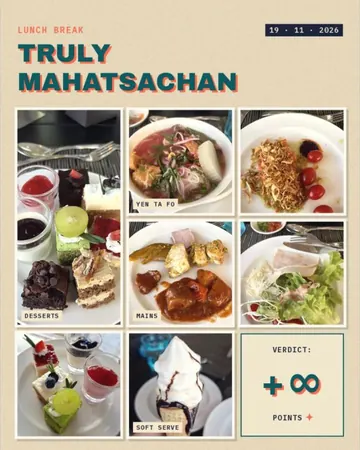 LUNCH BREAK
19 · 11 · 2026
TRULY
MAHATSACHAN
YEN TA FO
DESSERTS
MAINS
SOFT SERVE
VERDICT:
+ ∞
POINTS ✦